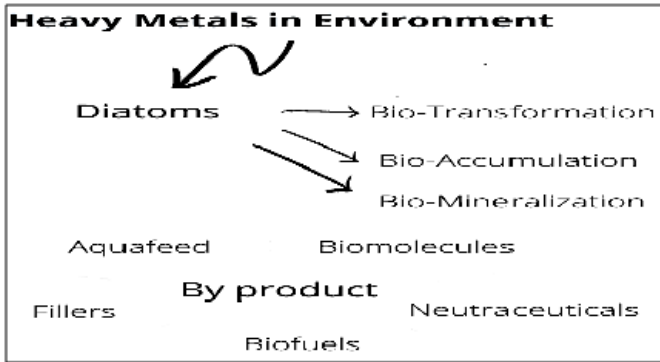 Heavy Metals in Environment
Diatoms
Bio-Transformation
Bio-Accumulation
Bio-Mineralization
Aquafeed
Biomolecules
By product
Fillers
Neutraceuticals
Biofuels